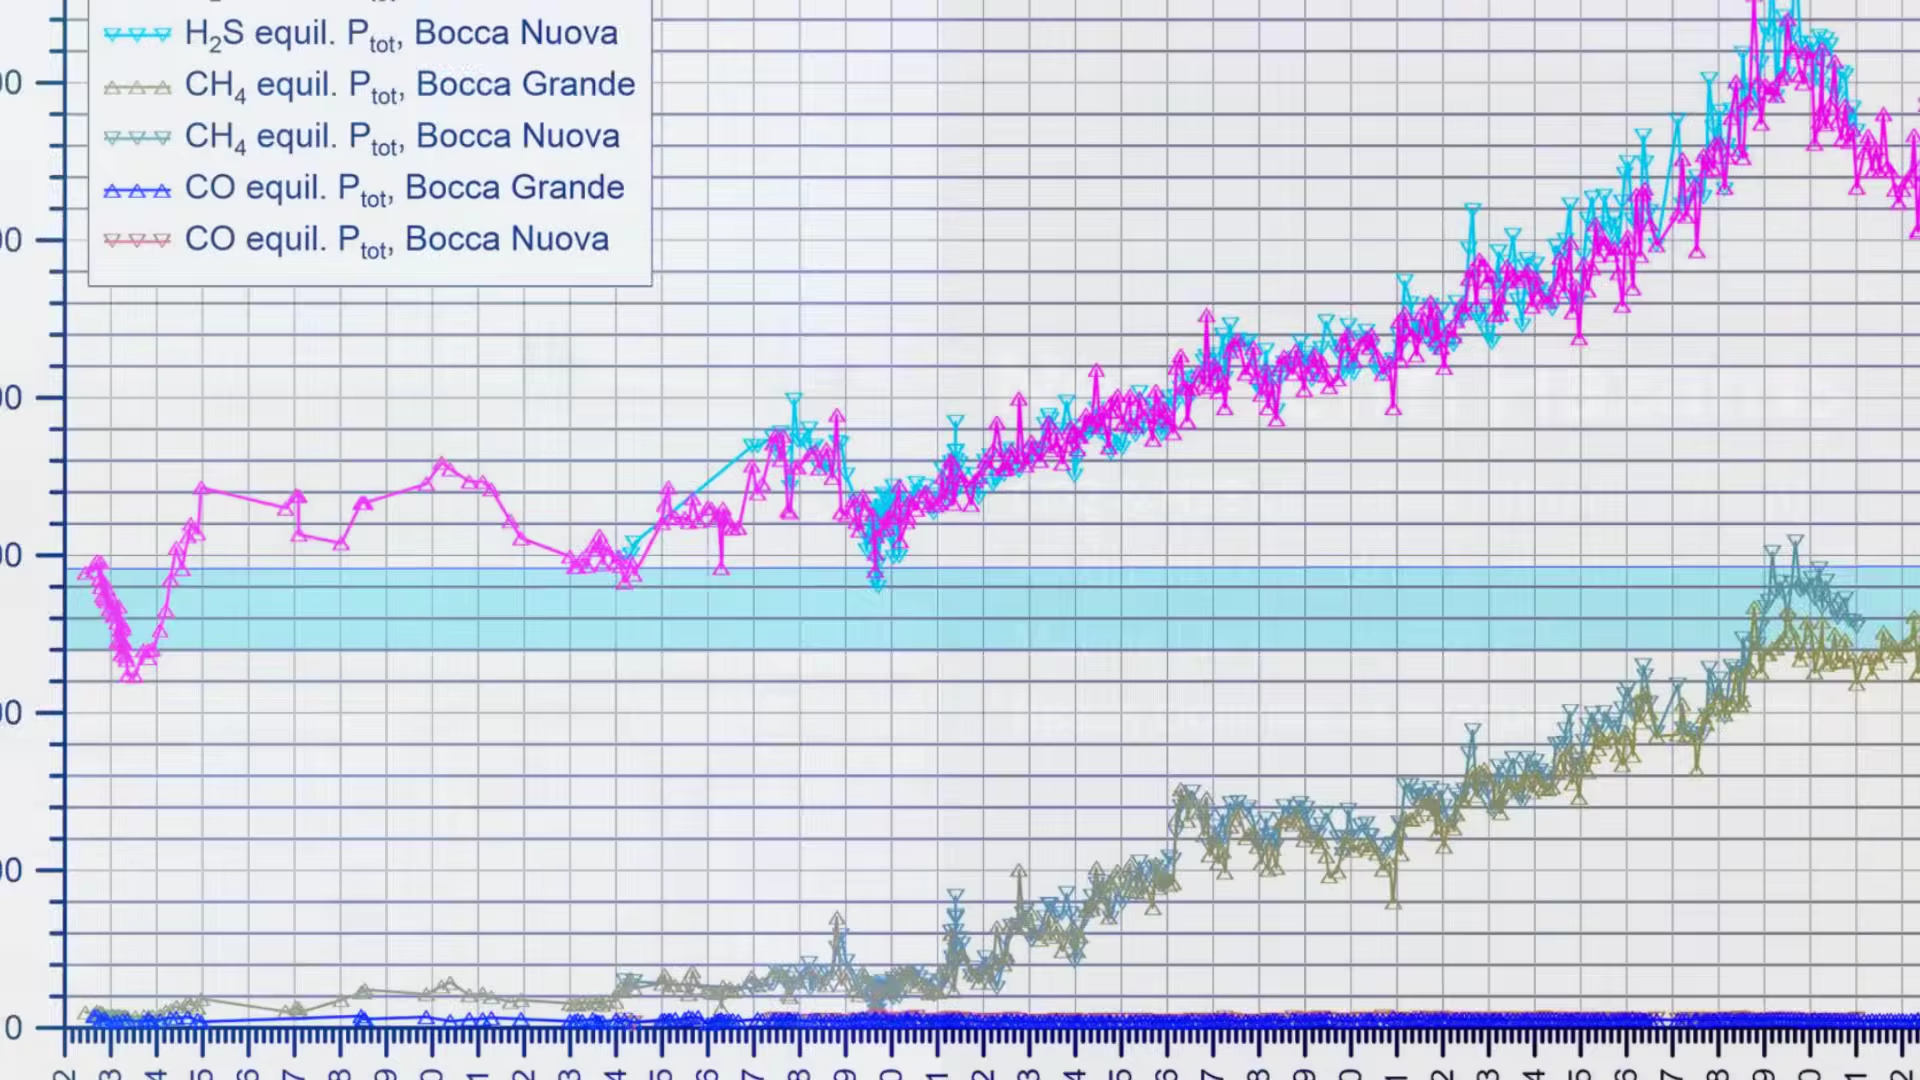 H₂S equil. Ptot, Bocca Nuova
CH₄ equil. Ptot, Bocca Grande
CH₄ equil. Ptot, Bocca Nuova
CO equil. Ptot, Bocca Grande
CO equil. Ptot, Bocca Nuova
0